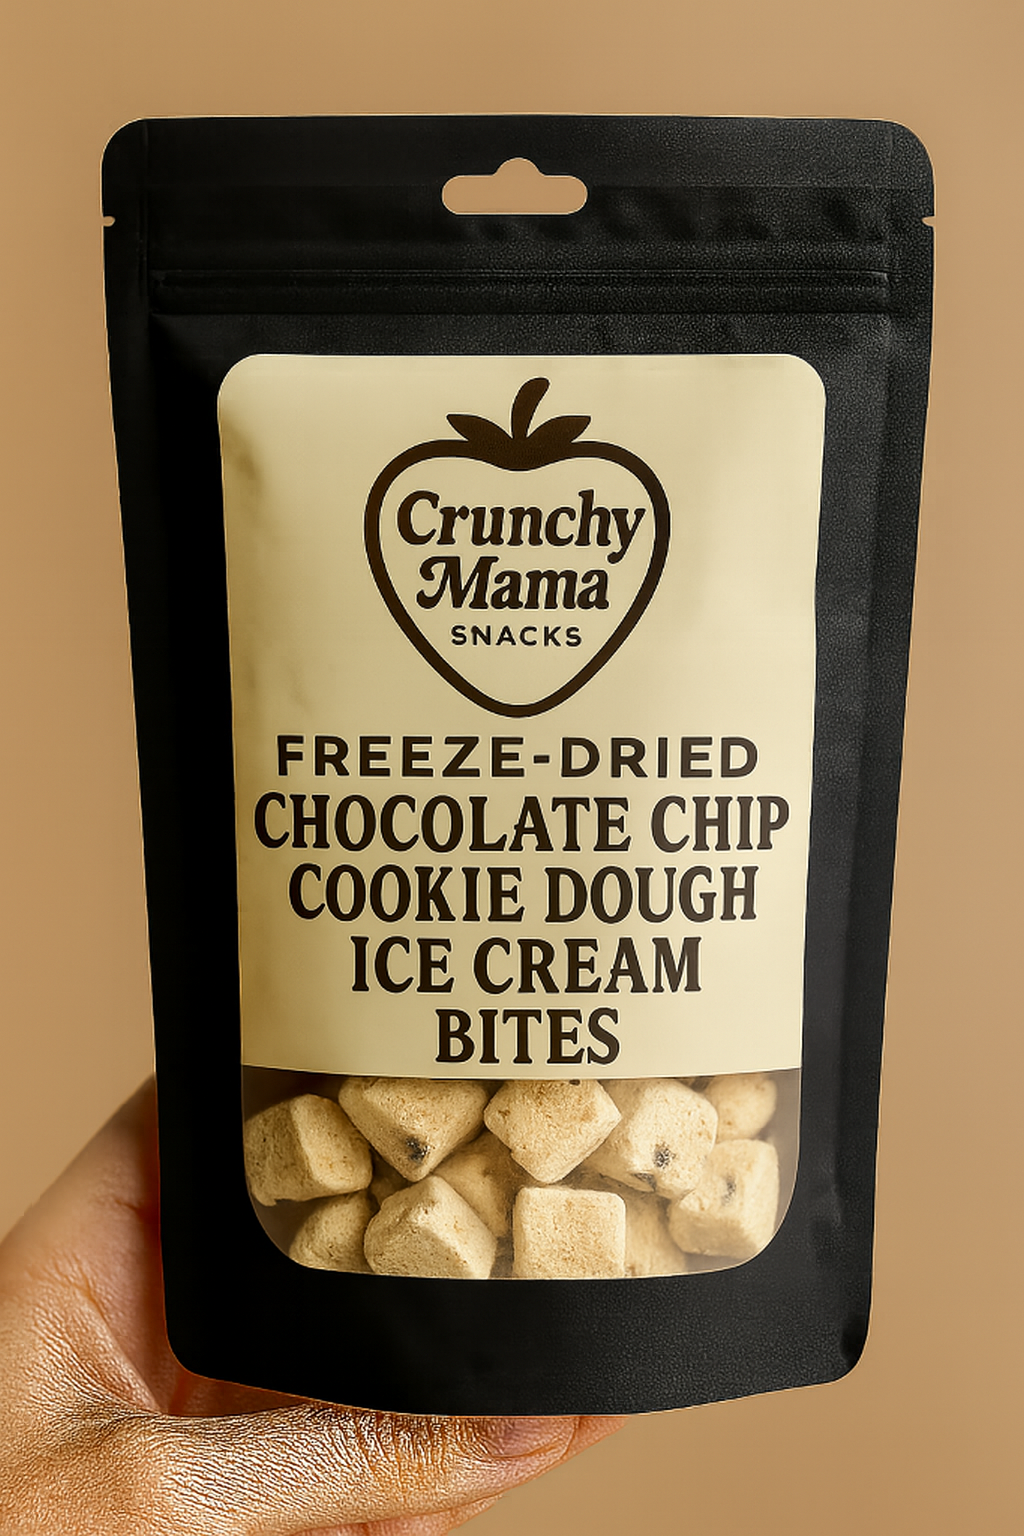 Crunchy
Mama
SNACKS
FREEZE-DRIED
CHOCOLATE CHIP
COOKIE DOUGH
ICE CREAM
BITES